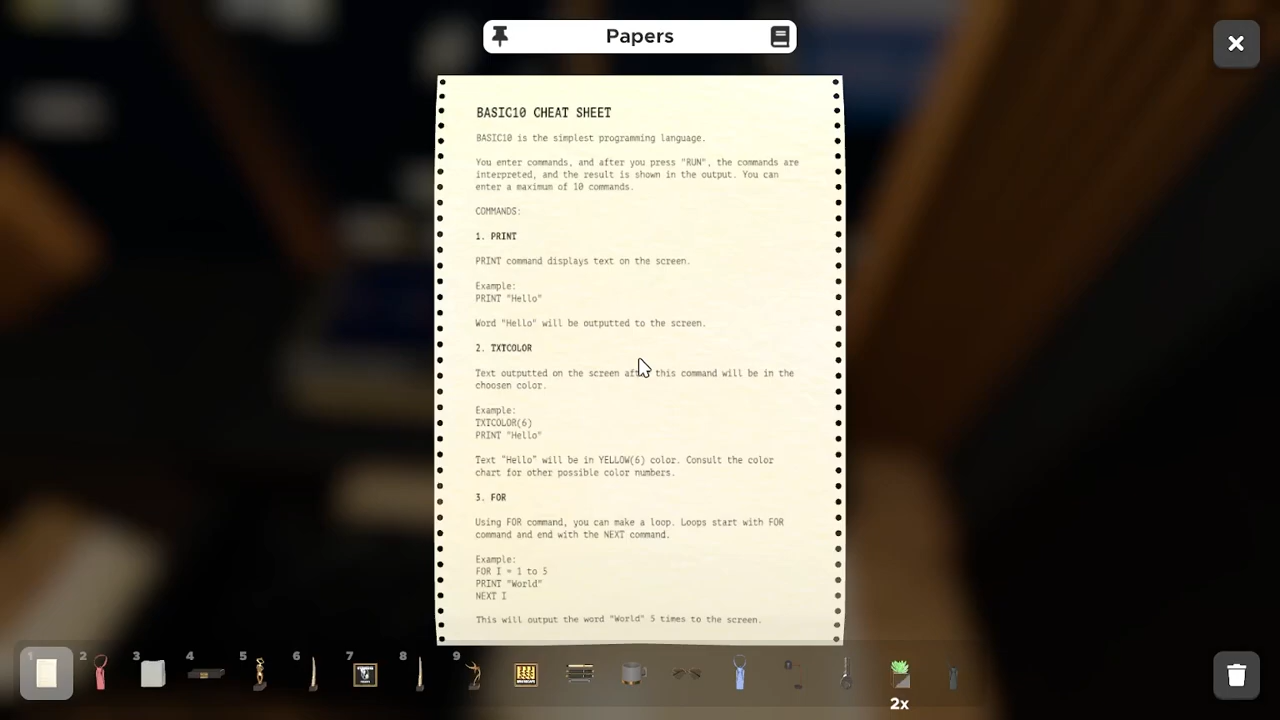 Papers
BASIC10 CHEAT SHEET
BASIC10 is the simplest programming language.
You enter commands, and after you press "RUN", the commands are
interpreted, and the result is shown in the output. You can
enter a maximum of 10 commands.
COMMANDS:
1. PRINT
PRINT command displays text on the screen.
Example:
PRINT "Hello"
Word "Hello" will be outputted to the screen.
2. TXTCOLOR
Text outputted on the screen after this command will be in the
choosen color.
Example:
TXTCOLOR(6)
PRINT "Hello"
Text "Hello" will be in YELLOW(6) color. Consult the color
chart for other possible color numbers.
3. FOR
Using FOR command, you can make a loop. Loops start with FOR
command and end with the NEXT command.
Example:
FOR I = 1 to 5
PRINT "World"
NEXT I
This will output the word "World" 5 times to the screen.
1 2 3 4 5 6 7 8 9
2x